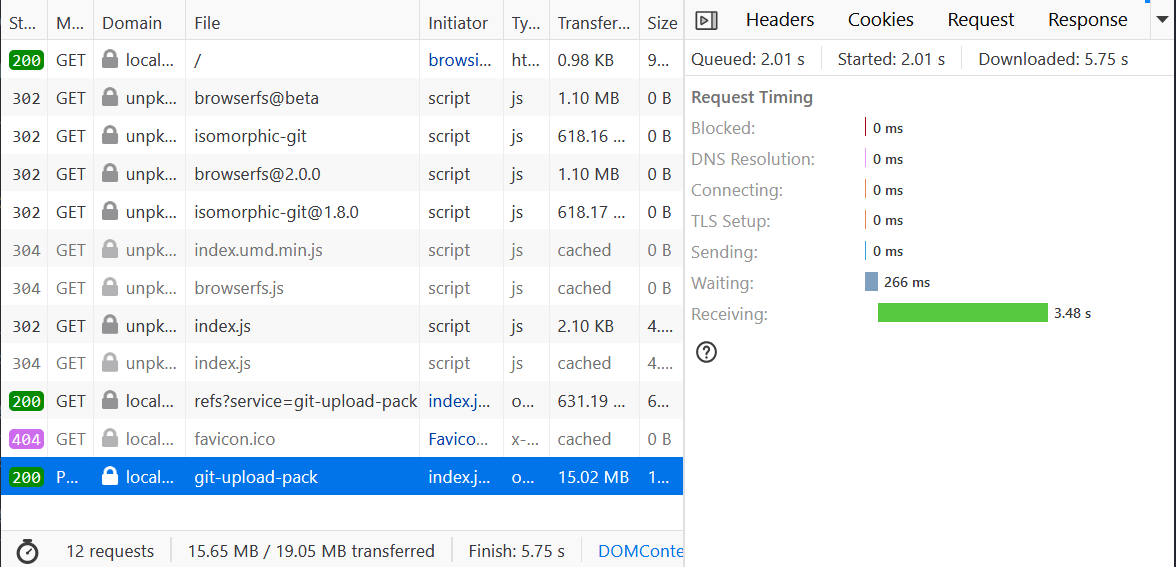 St... M... Domain File Initiator Ty... Transfer... Size
200 GET local... / browsi... ht... 0.98 KB 9...
302 GET unpk... browserfs@beta script js 1.10 MB 0 B
302 GET unpk... isomorphic-git script js 618.16 ... 0 B
302 GET unpk... browserfs@2.0.0 script js 1.10 MB 0 B
302 GET unpk... isomorphic-git@1.8.0 script js 618.17 ... 0 B
304 GET unpk... index.umd.min.js script js cached 0 B
304 GET unpk... browserfs.js script js cached 0 B
302 GET unpk... index.js script js 2.10 KB 4....
304 GET unpk... index.js script js cached 4....
200 GET local... refs?service=git-upload-pack index.j... o... 631.19 ... 6...
404 GET local... favicon.ico Favico... x-... cached 0 B
200 P... local... git-upload-pack index.j... o... 15.02 MB 1...
12 requests 15.65 MB / 19.05 MB transferred Finish: 5.75 s DOMConte
Headers Cookies Request Response
Queued: 2.01 s Started: 2.01 s Downloaded: 5.75 s
Request Timing
Blocked: 0 ms
DNS Resolution: 0 ms
Connecting: 0 ms
TLS Setup: 0 ms
Sending: 0 ms
Waiting: 266 ms
Receiving: 3.48 s